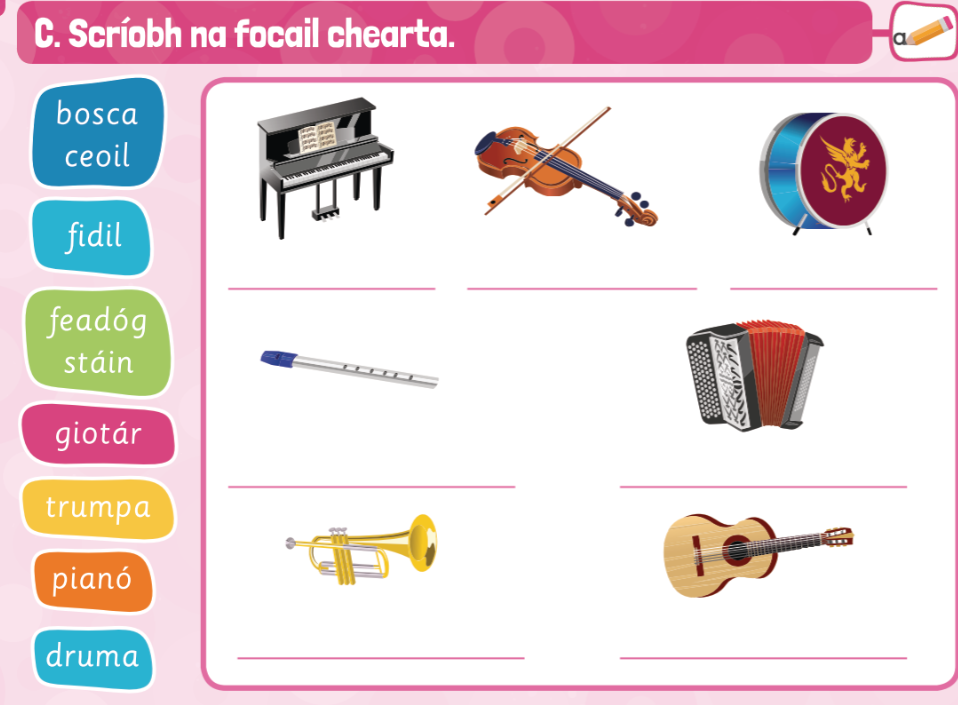 C. Scríobh na focail chearta.
a
bosca
ceoil
fidil
feadóg
stáin
giotár
trumpa
pianó
druma